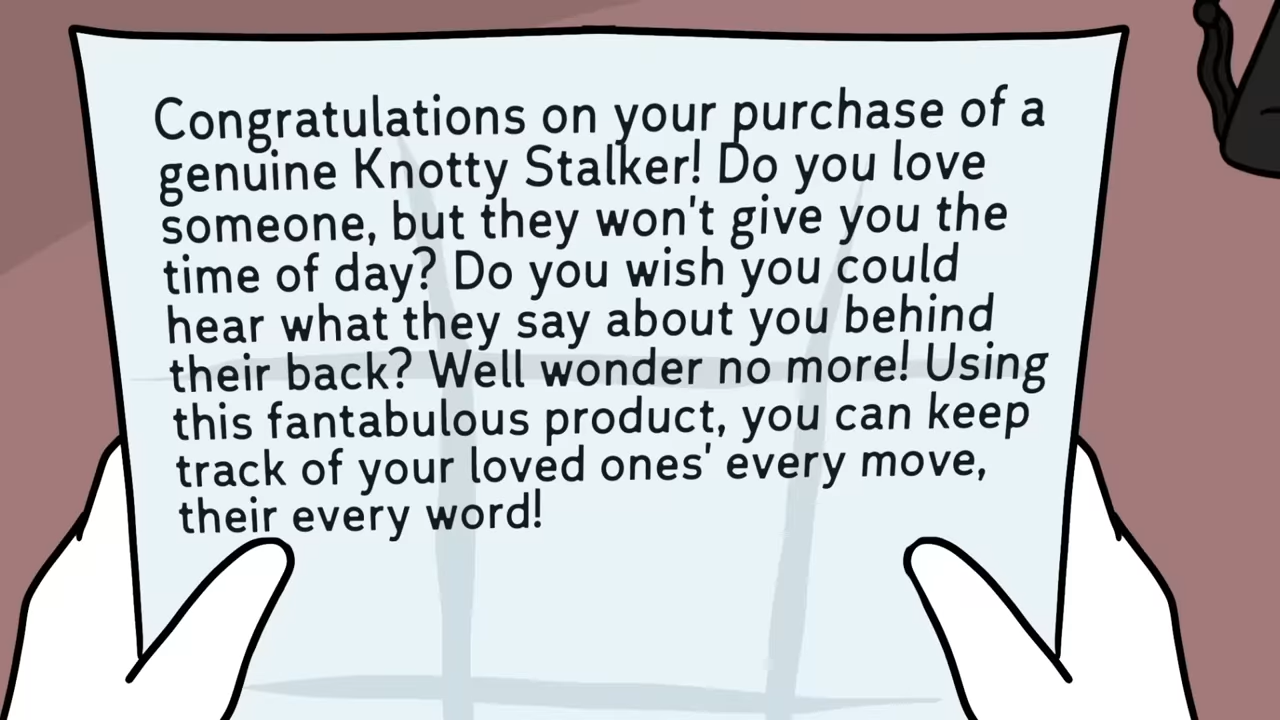 Congratulations on your purchase of a
genuine Knotty Stalker! Do you love
someone, but they won't give you the
time of day? Do you wish you could
hear what they say about you behind
their back? Well wonder no more! Using
this fantabulous product, you can keep
track of your loved ones' every move,
their every word!